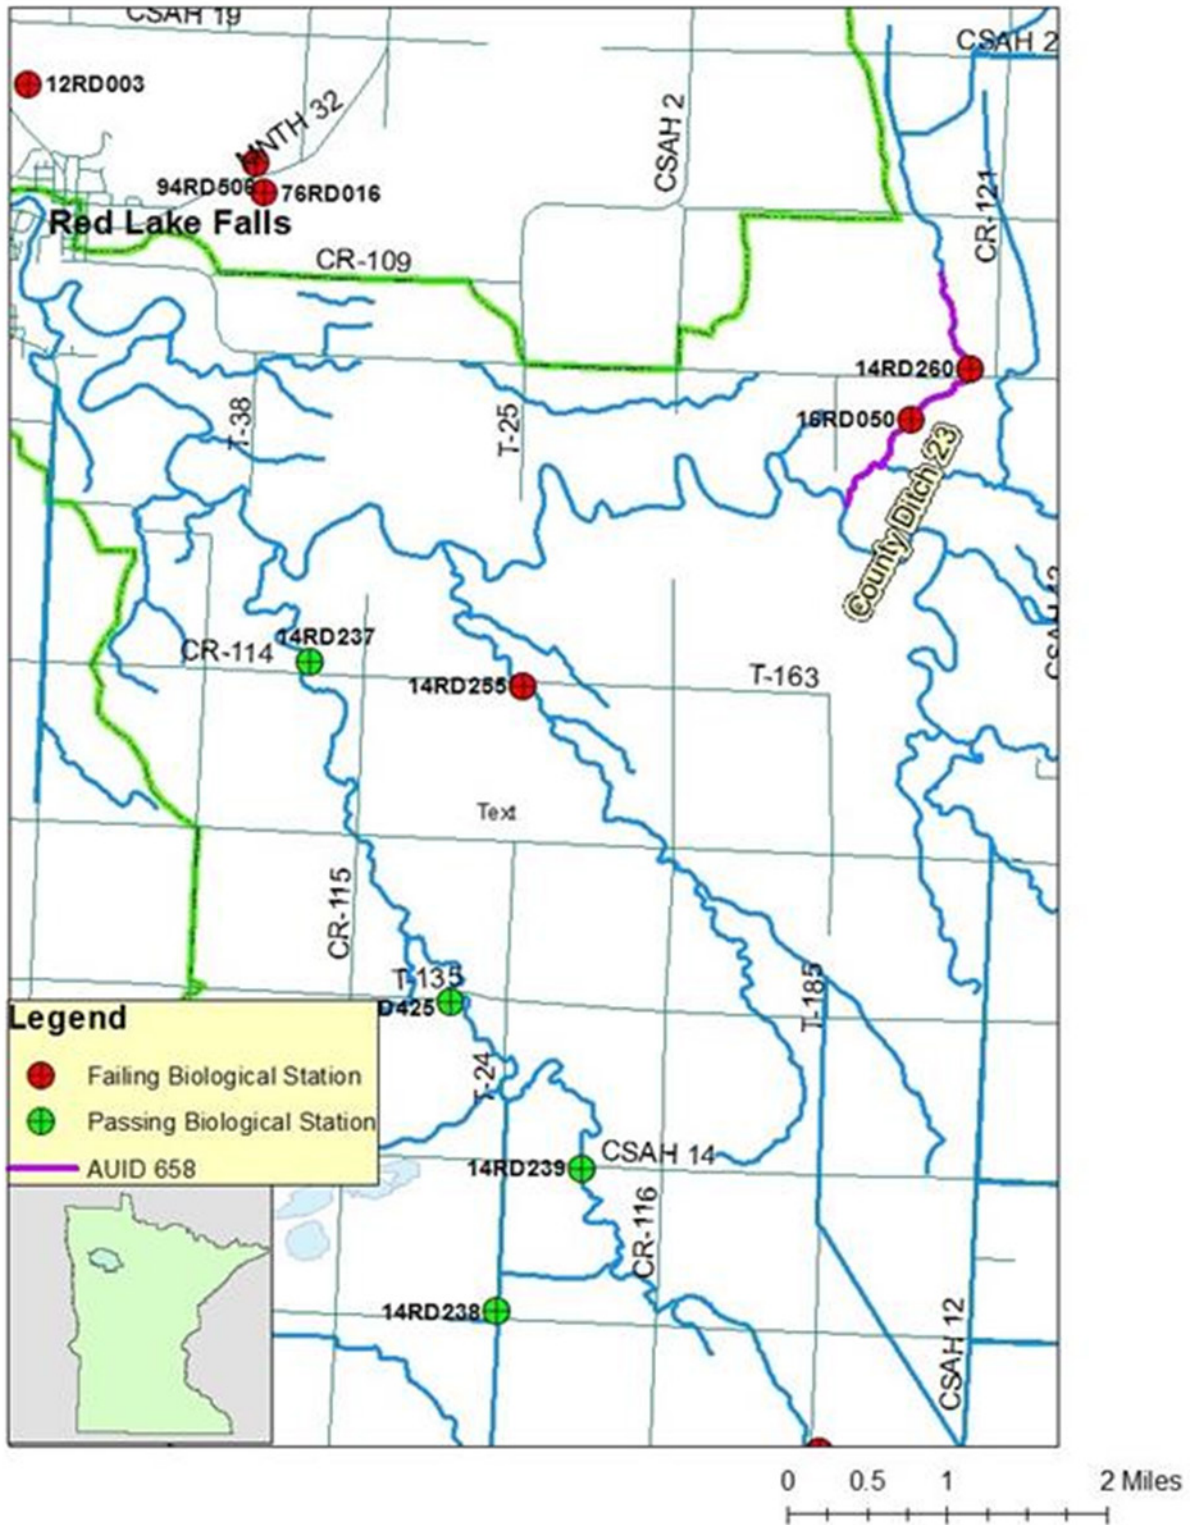 CSAH 19
CSAH 2
12RD003
MNTH 32
CSAH 2
94RD506
76RD016
Red Lake Falls
CR-121
CR-109
14RD260
T-38
T-25
16RD050
County Ditch 23
14RD237
CR-114
14RD255
T-163
Text
CR-115
T-135
D425
T-185
T-24
Legend
Failing Biological Station
Passing Biological Station
AUID 658
14RD239
CSAH 14
CR-116
14RD238
CSAH 12
0 0.5 1 2 Miles